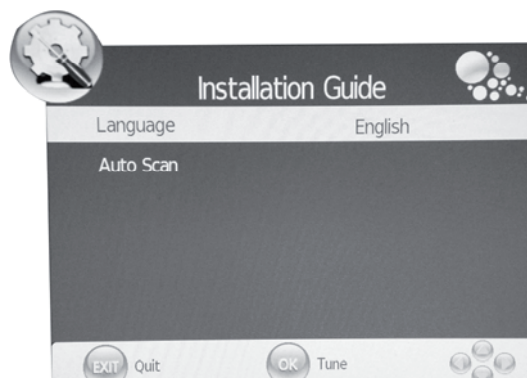 Installation Guide
Language English
Auto Scan
EXIT Quit OK Tune